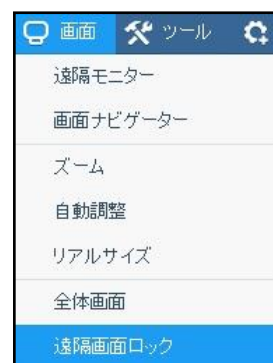 画面 ツール
遠隔モニター
画面ナビゲーター
ズーム
自動調整
リアルサイズ
全体画面
遠隔画面ロック